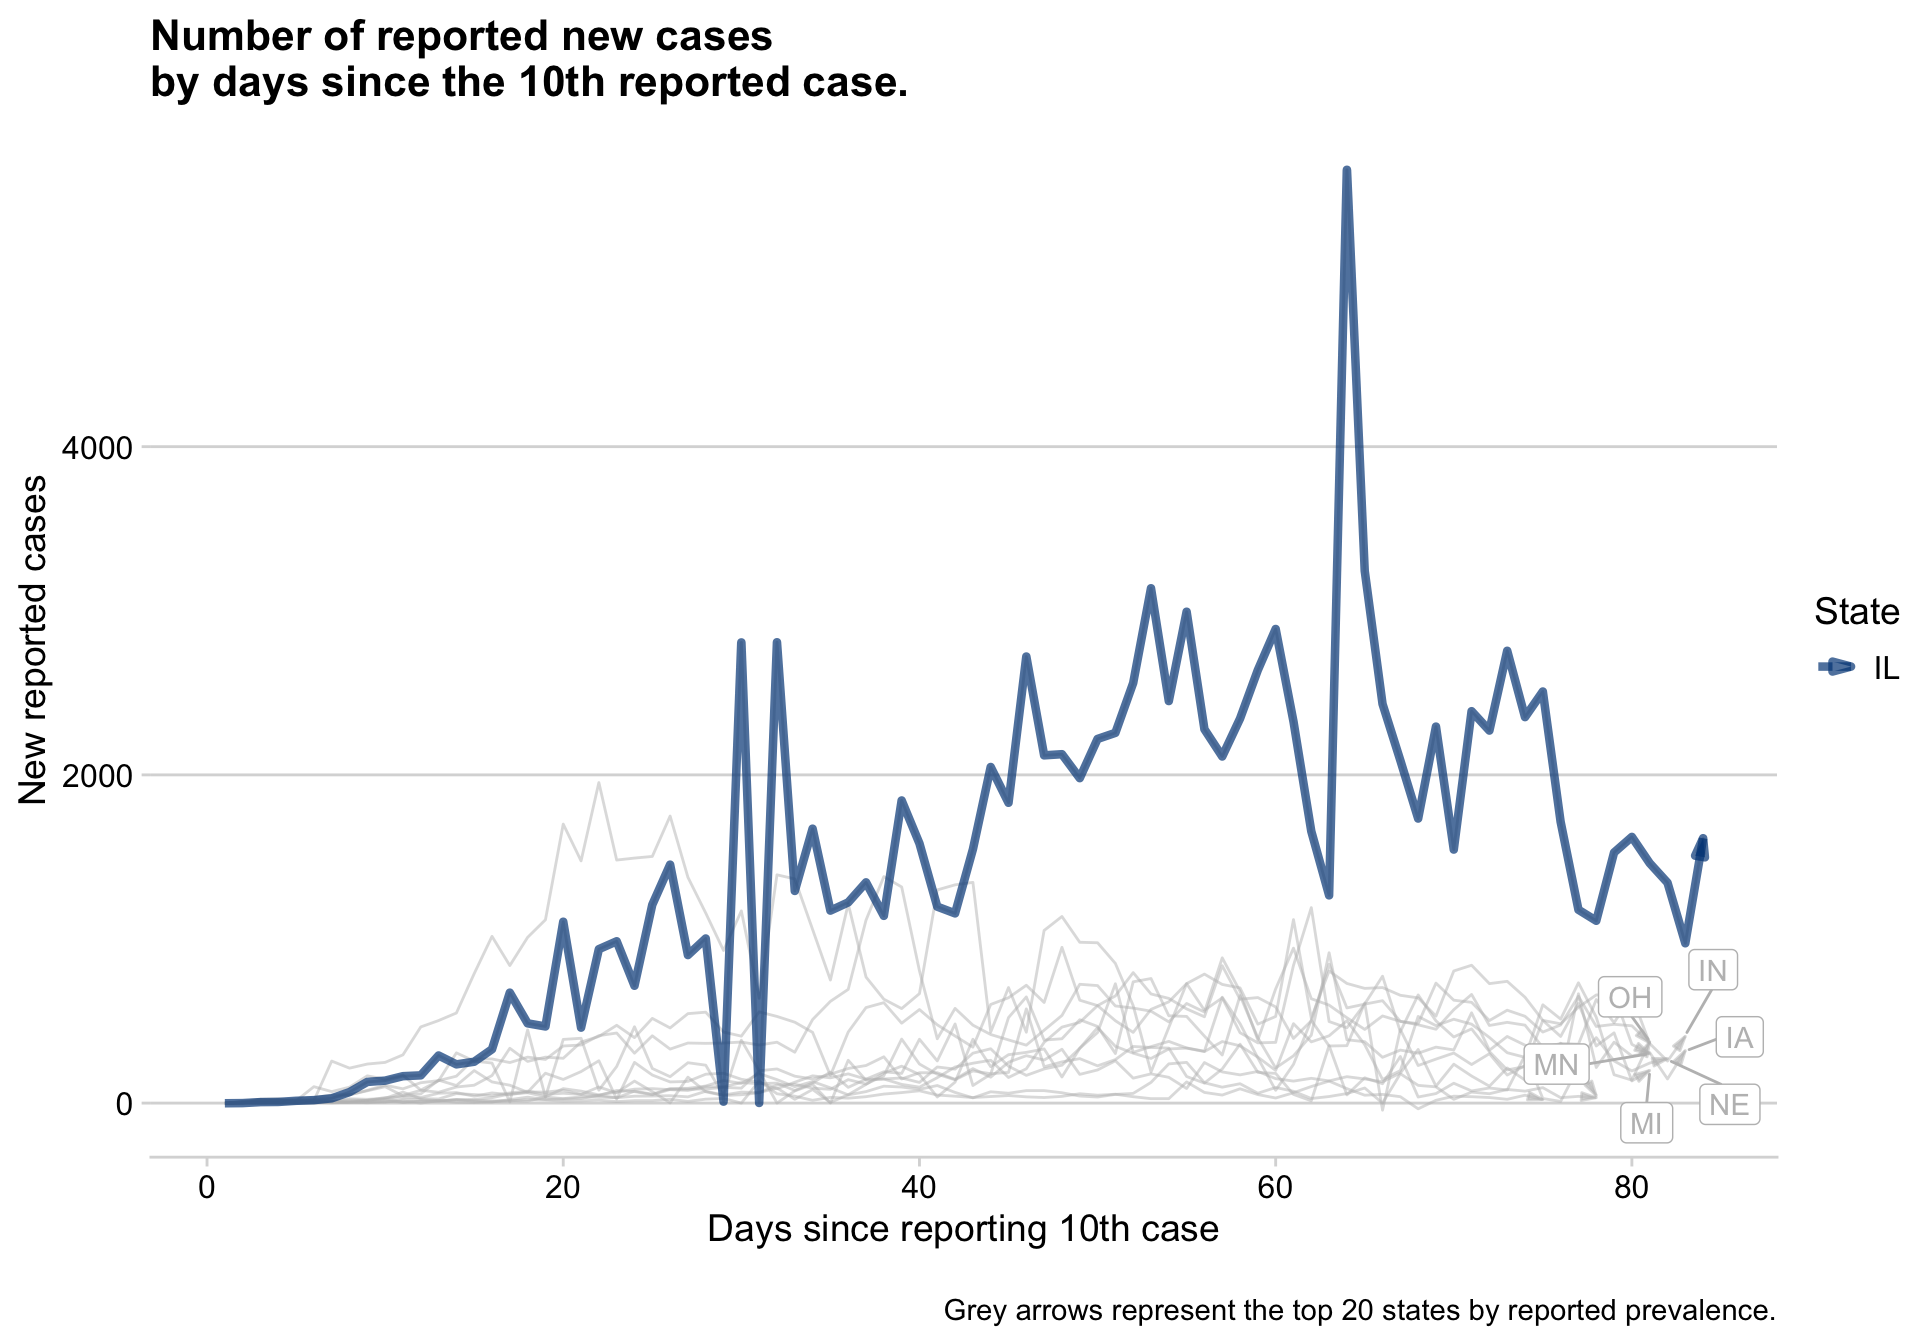 Number of reported new cases
by days since the 10th reported case.
New reported cases
4000
2000
0
0
20
40
60
80
Days since reporting 10th case
State
IL
IN
OH
IA
MN
NE
MI
Grey arrows represent the top 20 states by reported prevalence.